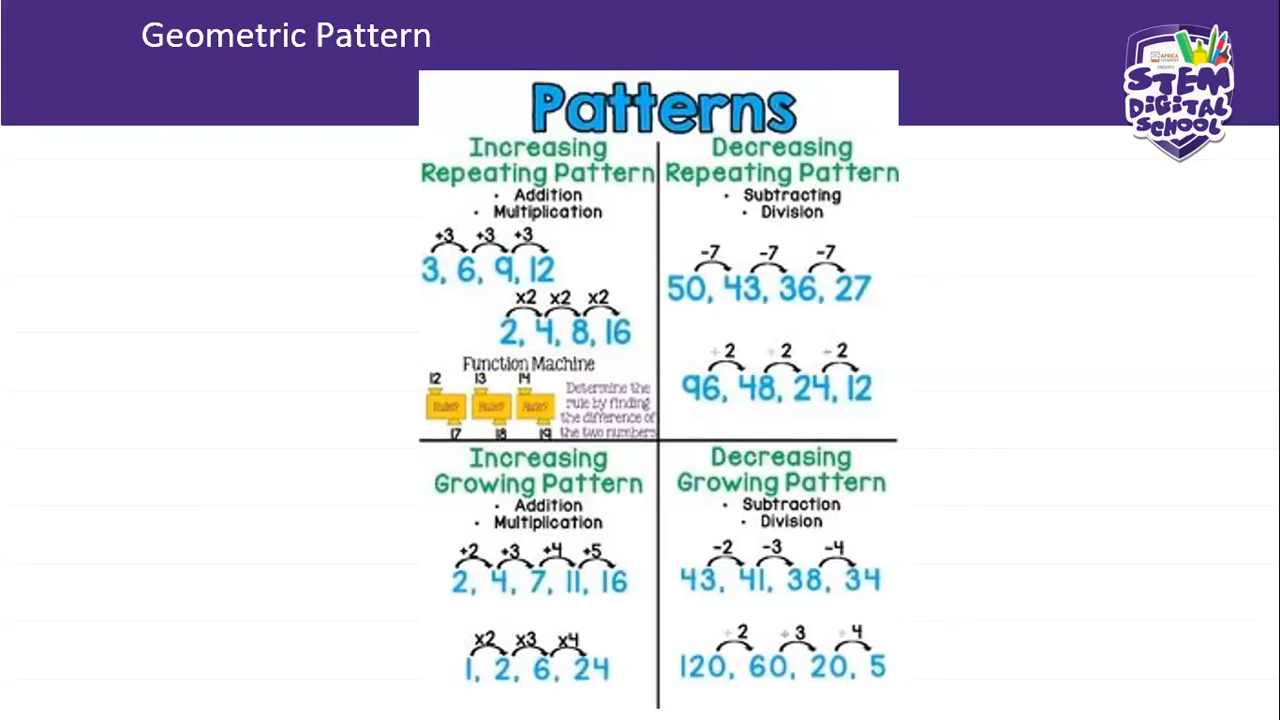 Geometric Pattern
AFRICA
PRESENTS
STEM
DIGITAL
SCHOOL
Patterns
Increasing
Repeating Pattern
• Addition
• Multiplication
+3 +3 +3
3, 6, 9, 12
x2 x2 x2
2, 4, 8, 16
Function Machine
12 13 14
Rule? Rule? Rule?
17 18 19
Determine the
rule by finding
the difference of
the two numbers
Decreasing
Repeating Pattern
• Subtracting
• Division
-7 -7 -7
50, 43, 36, 27
÷2 ÷2 ÷2
96, 48, 24, 12
Increasing
Growing Pattern
• Addition
• Multiplication
+2 +3 +4 +5
2, 4, 7, 11, 16
x2 x3 x4
1, 2, 6, 24
Decreasing
Growing Pattern
• Subtraction
• Division
-2 -3 -4
43, 41, 38, 34
÷2 ÷3 ÷4
120, 60, 20, 5